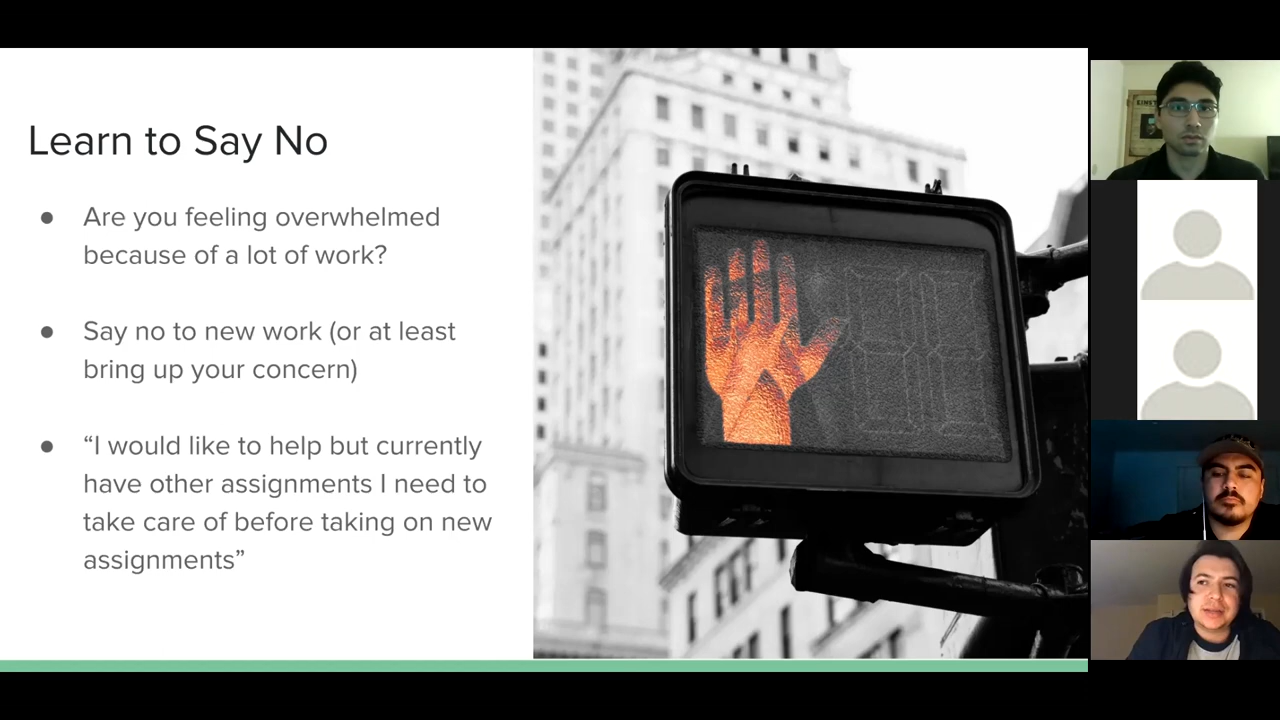 Learn to Say No
● Are you feeling overwhelmed
because of a lot of work?
● Say no to new work (or at least
bring up your concern)
● “I would like to help but currently
have other assignments I need to
take care of before taking on new
assignments”